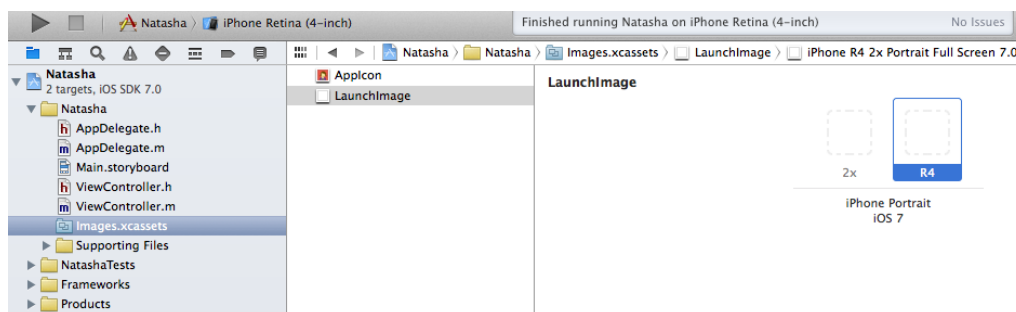 Natasha iPhone Retina (4-inch)
Finished running Natasha on iPhone Retina (4-inch) No Issues
Natasha Natasha Images.xcassets LaunchImage iPhone R4 2x Portrait Full Screen 7.0
Natasha
2 targets, iOS SDK 7.0
Natasha
h AppDelegate.h
m AppDelegate.m
Main.storyboard
h ViewController.h
m ViewController.m
Images.xcassets
Supporting Files
NatashaTests
Frameworks
Products
AppIcon
LaunchImage
LaunchImage
2x R4
iPhone Portrait
iOS 7